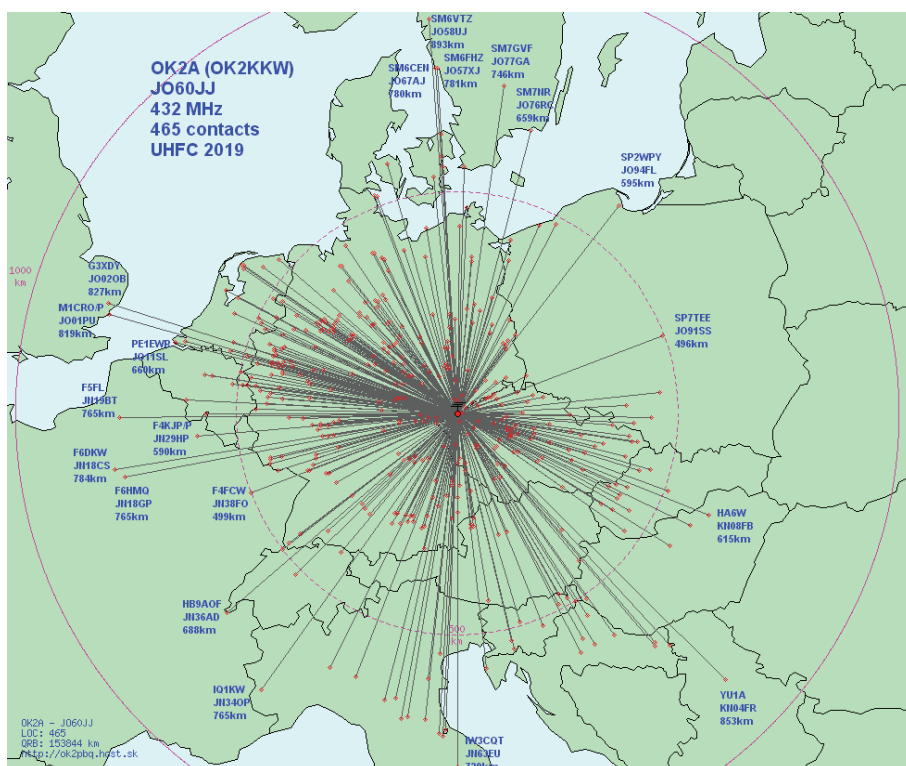 SM6VTZ
JO58UJ
893km
SM7GVF
JO77GA
746km
SM6FHZ
JO57XJ
781km
SM6CEN
JO67AJ
780km
SM7NR
659km
OK2A (OK2KKW)
JO60JJ
432 MHz
465 contacts
UHFC 2019
SP2WPY
JO94FL
595km
1000
km
G3XDY
JO02OB
827km
M1CRO/P
JO01PU
819km
SP7TEE
JO91SS
496km
PE1EWR
JO11SL
660km
F5FL
JN19BT
765km
F4KJP/P
JN29HP
590km
F6DKW
JN18CS
784km
F6HMQ
JN18GP
765km
F4FCW
JN38FO
499km
HA6W
KN08FB
615km
HB9AOF
JN36AD
688km
500
km
IQ1KW
JN34OP
765km
YU1A
KN04FR
853km
IW3CQT
JN63EU
OK2A - JO60JJ
LOC: 465
QRB: 153844 km
http://ok2pbq.host.sk